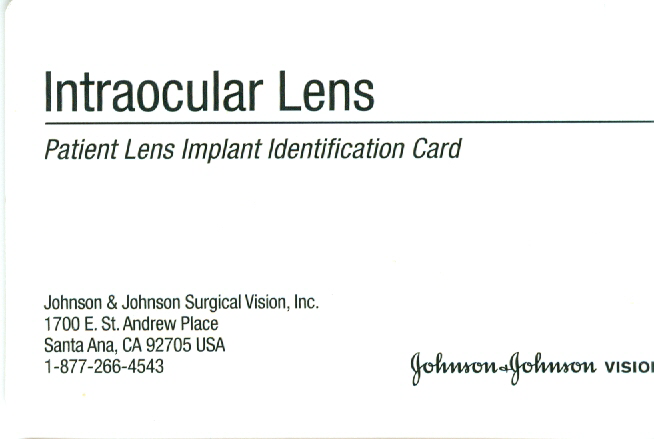 Intraocular Lens
Patient Lens Implant Identification Card
Johnson & Johnson Surgical Vision, Inc.
1700 E. St. Andrew Place
Santa Ana, CA 92705 USA
1-877-266-4543
Johnson&Johnson VISIO